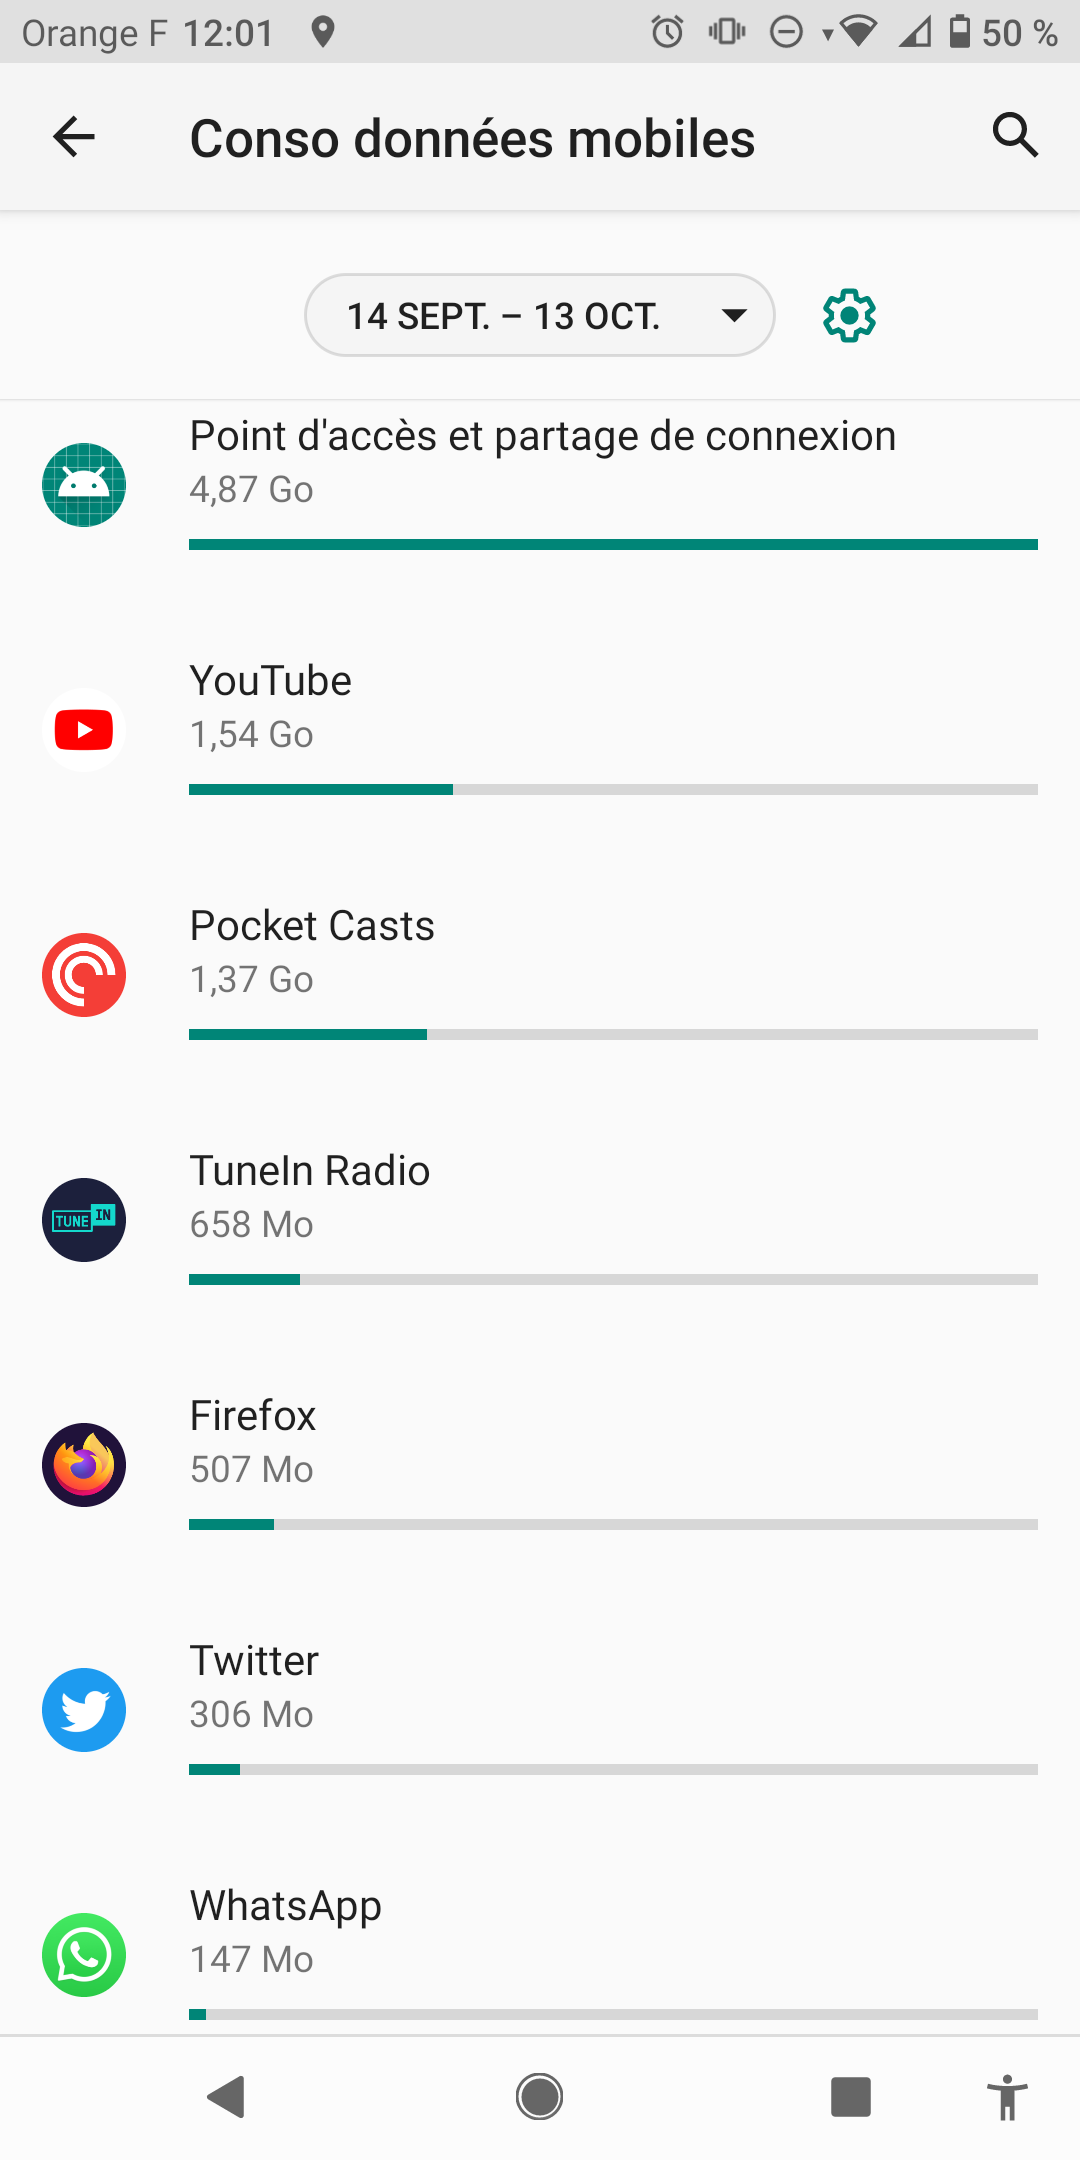 Orange F 12:01 50 %
Conso données mobiles
14 SEPT. – 13 OCT.
Point d'accès et partage de connexion
4,87 Go
YouTube
1,54 Go
Pocket Casts
1,37 Go
TuneIn Radio
TUNE IN
658 Mo
Firefox
507 Mo
Twitter
306 Mo
WhatsApp
147 Mo